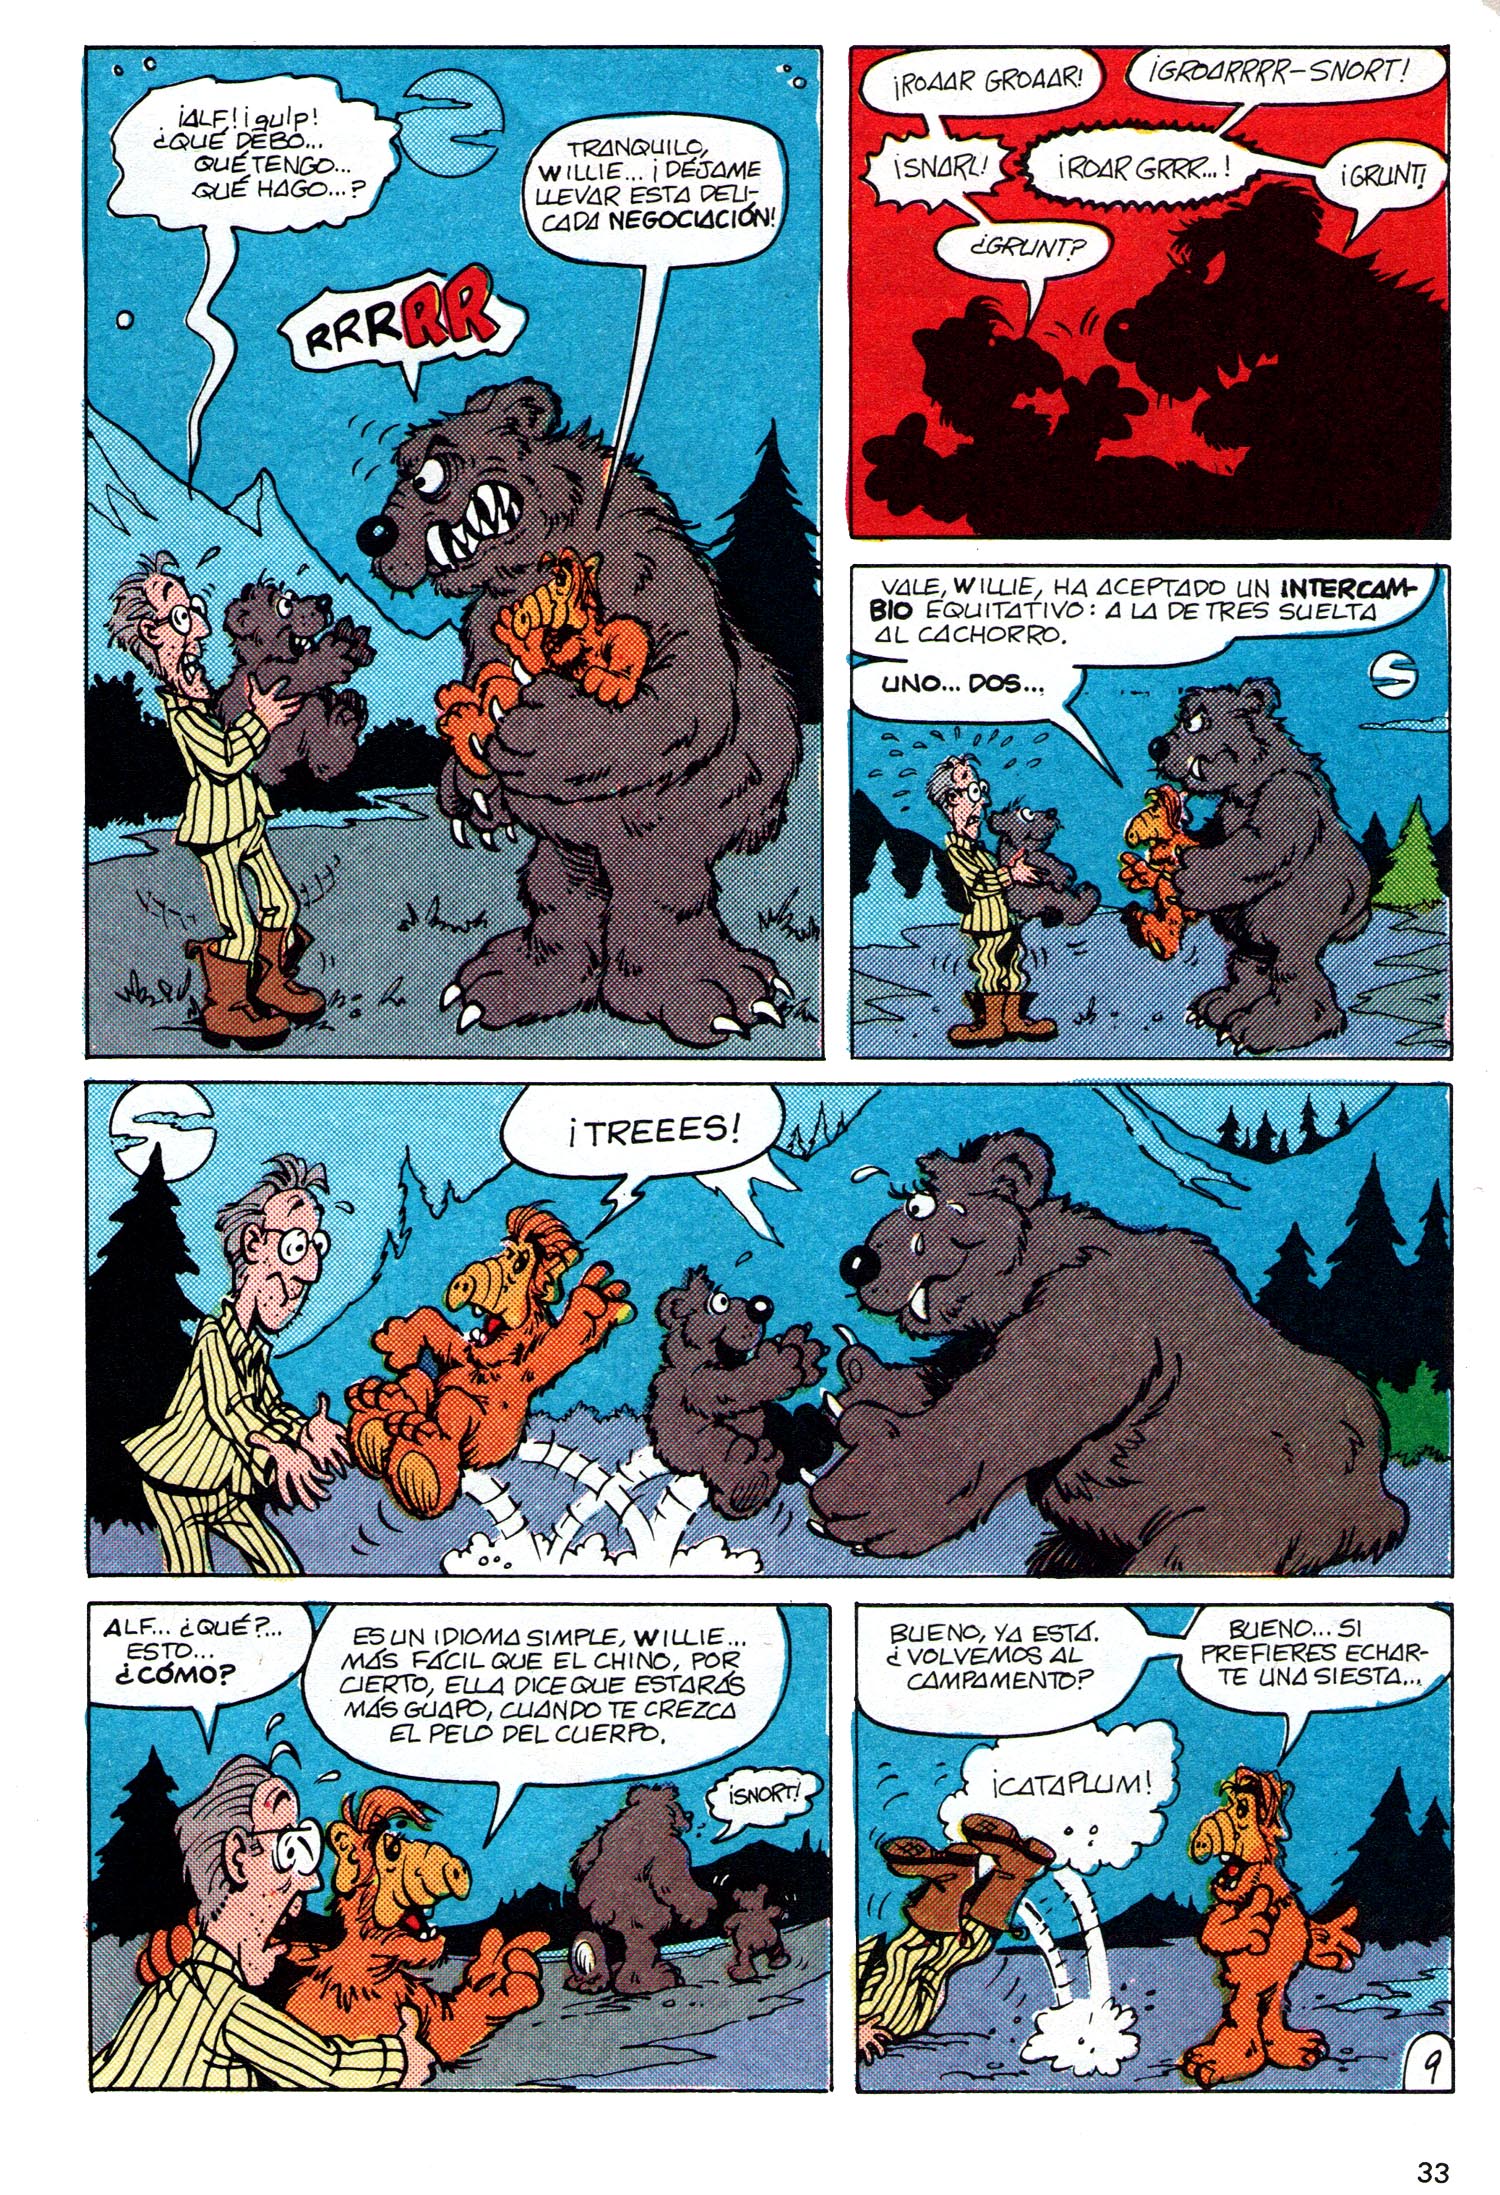 ¡ALF! ¡gulp!
¿QUÉ DEBO...
QUÉ TENGO...
QUÉ HAGO...?
TRANQUILO,
WILLIE... ¡DÉJAME
LLEVAR ESTA DELI-
CADA NEGOCIACIÓN!
RRRRR
¡ROAAR GROAAR!
¡GROARRRR-SNORT!
¡SNARL!
¡ROAR GRRR...!
¡GRUNT!
¿GRUNT?
VALE, WILLIE, HA ACEPTADO UN INTERCAM-
BIO EQUITATIVO: A LA DE TRES SUELTA
AL CACHORRO.
UNO... DOS...
¡TREEES!
ALF... ¿QUÉ?...
ESTO...
¿CÓMO?
ES UN IDIOMA SIMPLE, WILLIE...
MÁS FÁCIL QUE EL CHINO, POR
CIERTO, ELLA DICE QUE ESTARÁS
MÁS GUAPO, CUANDO TE CREZCA
EL PELO DEL CUERPO.
¡SNORT!
BUENO, YA ESTÁ.
¿VOLVEMOS AL
CAMPAMENTO?
BUENO... SI
PREFIERES ECHAR-
TE UNA SIESTA...
¡CATAPLUM!
9
33